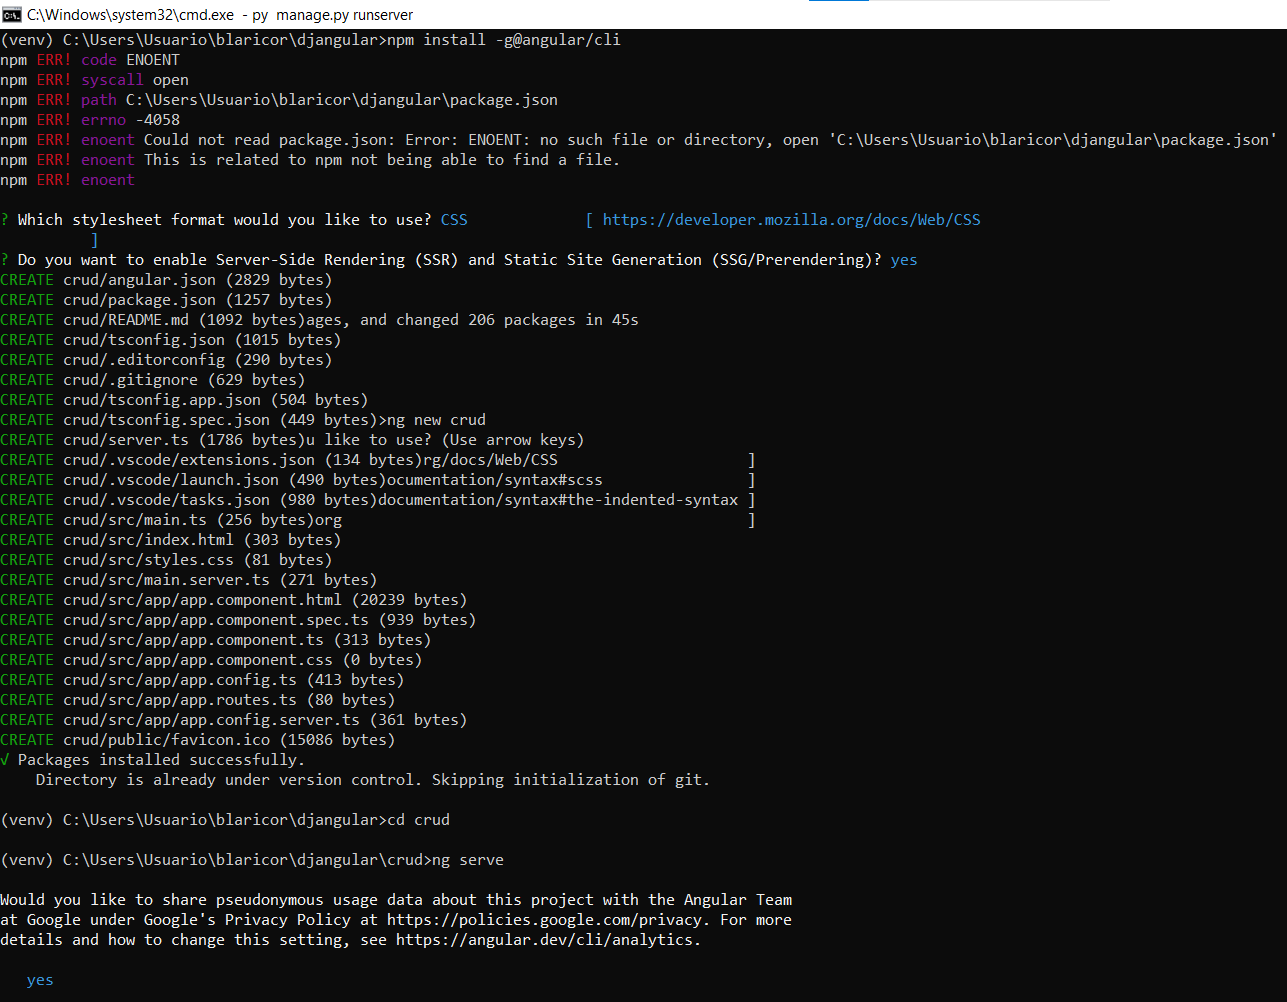 C:\Windows\system32\cmd.exe - py  manage.py runserver
(venv) C:\Users\Usuario\blaricor\djangular>npm install -g@angular/cli
npm ERR! code ENOENT
npm ERR! syscall open
npm ERR! path C:\Users\Usuario\blaricor\djangular\package.json
npm ERR! errno -4058
npm ERR! enoent Could not read package.json: Error: ENOENT: no such file or directory, open 'C:\Users\Usuario\blaricor\djangular\package.json'
npm ERR! enoent This is related to npm not being able to find a file.
npm ERR! enoent
? Which stylesheet format would you like to use? CSS             [ https://developer.mozilla.org/docs/Web/CSS
]
? Do you want to enable Server-Side Rendering (SSR) and Static Site Generation (SSG/Prerendering)? yes
CREATE crud/angular.json (2829 bytes)
CREATE crud/package.json (1257 bytes)
CREATE crud/README.md (1092 bytes)ages, and changed 206 packages in 45s
CREATE crud/tsconfig.json (1015 bytes)
CREATE crud/.editorconfig (290 bytes)
CREATE crud/.gitignore (629 bytes)
CREATE crud/tsconfig.app.json (504 bytes)
CREATE crud/tsconfig.spec.json (449 bytes)>ng new crud
CREATE crud/server.ts (1786 bytes)u like to use? (Use arrow keys)
CREATE crud/.vscode/extensions.json (134 bytes)rg/docs/Web/CSS                     ]
CREATE crud/.vscode/launch.json (490 bytes)ocumentation/syntax#scss                ]
CREATE crud/.vscode/tasks.json (980 bytes)documentation/syntax#the-indented-syntax ]
CREATE crud/src/main.ts (256 bytes)org                                             ]
CREATE crud/src/index.html (303 bytes)
CREATE crud/src/styles.css (81 bytes)
CREATE crud/src/main.server.ts (271 bytes)
CREATE crud/src/app/app.component.html (20239 bytes)
CREATE crud/src/app/app.component.spec.ts (939 bytes)
CREATE crud/src/app/app.component.ts (313 bytes)
CREATE crud/src/app/app.component.css (0 bytes)
CREATE crud/src/app/app.config.ts (413 bytes)
CREATE crud/src/app/app.routes.ts (80 bytes)
CREATE crud/src/app/app.config.server.ts (361 bytes)
CREATE crud/public/favicon.ico (15086 bytes)
√ Packages installed successfully.
Directory is already under version control. Skipping initialization of git.
(venv) C:\Users\Usuario\blaricor\djangular>cd crud
(venv) C:\Users\Usuario\blaricor\djangular\crud>ng serve
Would you like to share pseudonymous usage data about this project with the Angular Team
at Google under Google's Privacy Policy at https://policies.google.com/privacy. For more
details and how to change this setting, see https://angular.dev/cli/analytics.
yes